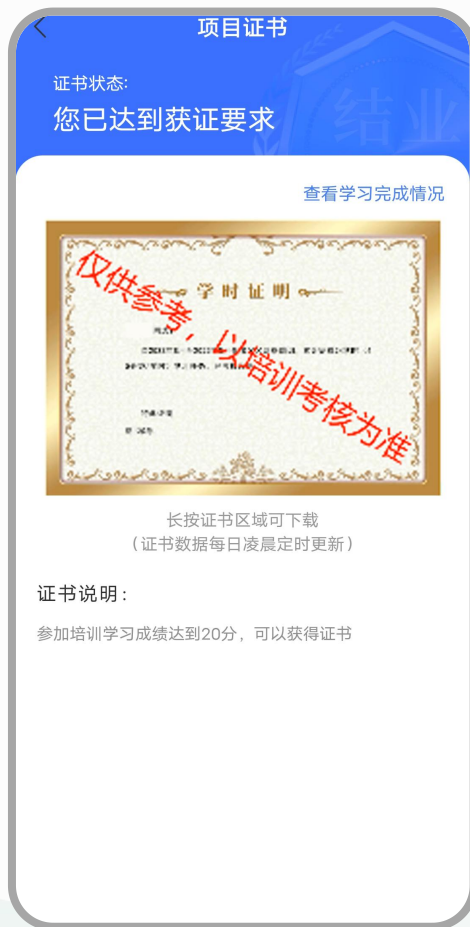 项目证书
证书状态:
您已达到获证要求
结业
查看学习完成情况
学时证明
仅供参考，以培训考核为准
长按证书区域可下载
（证书数据每日凌晨定时更新）
证书说明:
参加培训学习成绩达到20分，可以获得证书